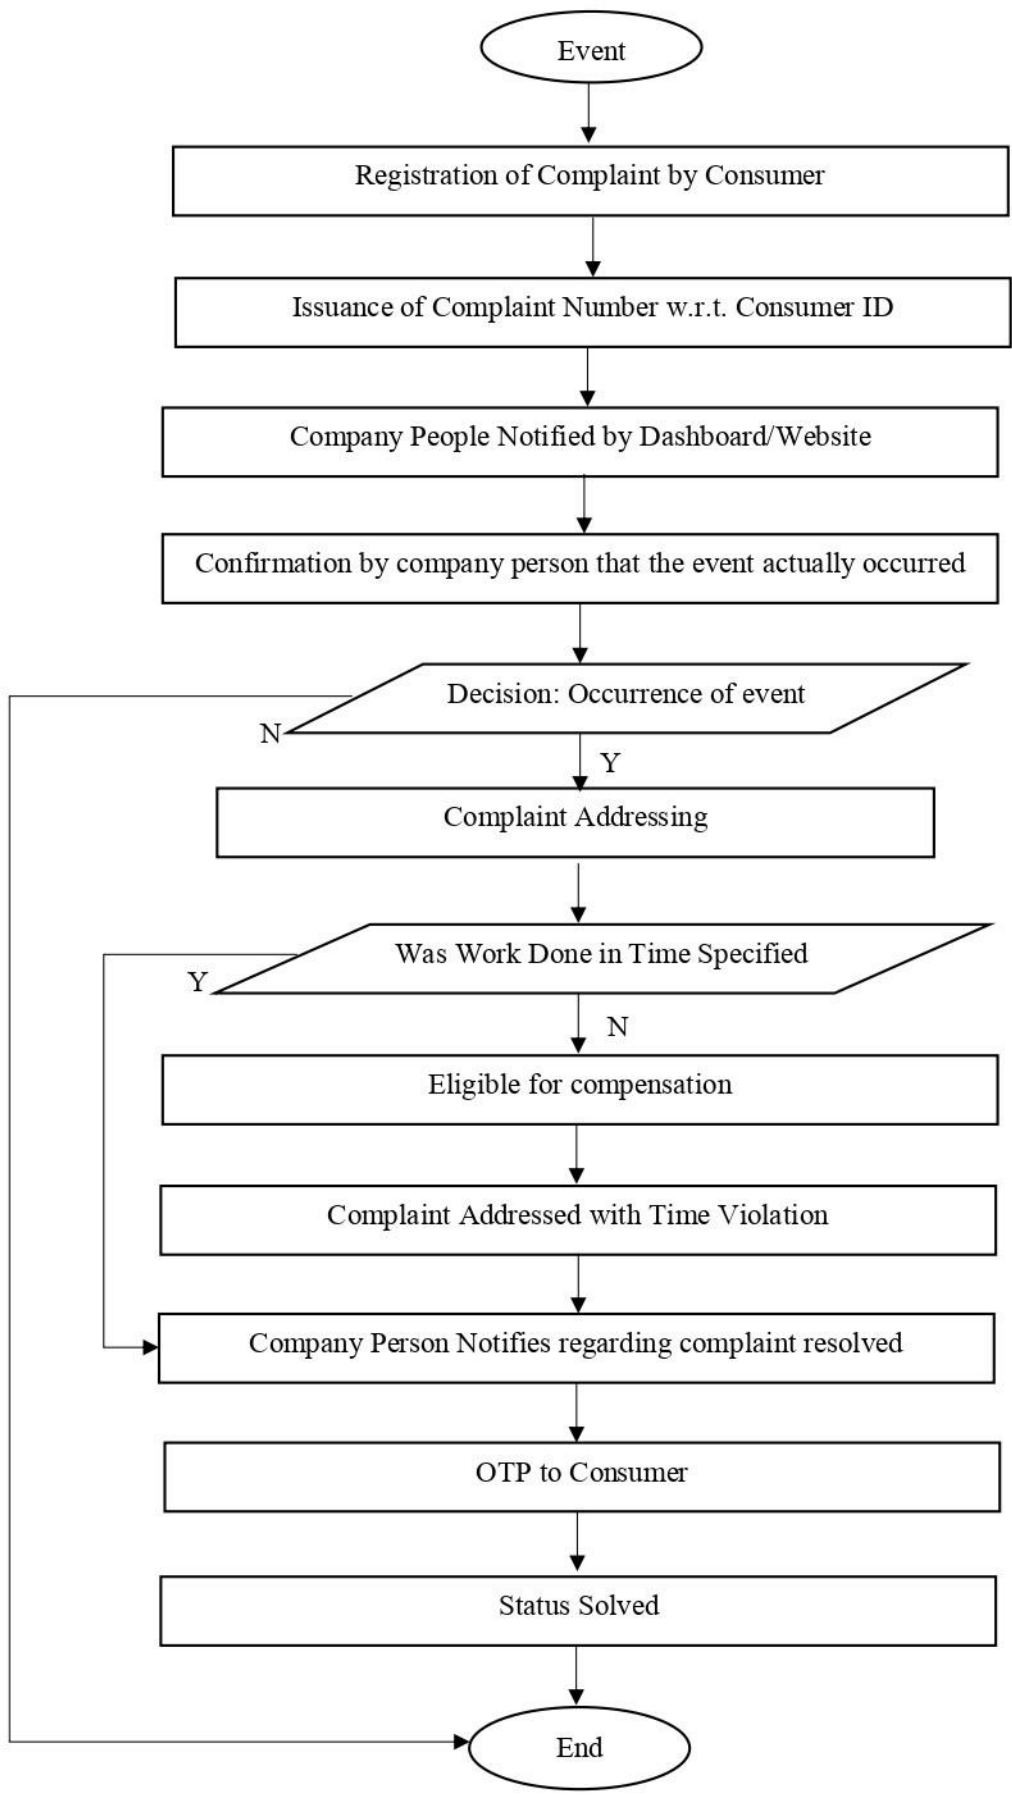 Event
Registration of Complaint by Consumer
Issuance of Complaint Number w.r.t. Consumer ID
Company People Notified by Dashboard/Website
Confirmation by company person that the event actually occurred
Decision: Occurrence of event
N
Y
Complaint Addressing
Was Work Done in Time Specified
Y
N
Eligible for compensation
Complaint Addressed with Time Violation
Company Person Notifies regarding complaint resolved
OTP to Consumer
Status Solved
End